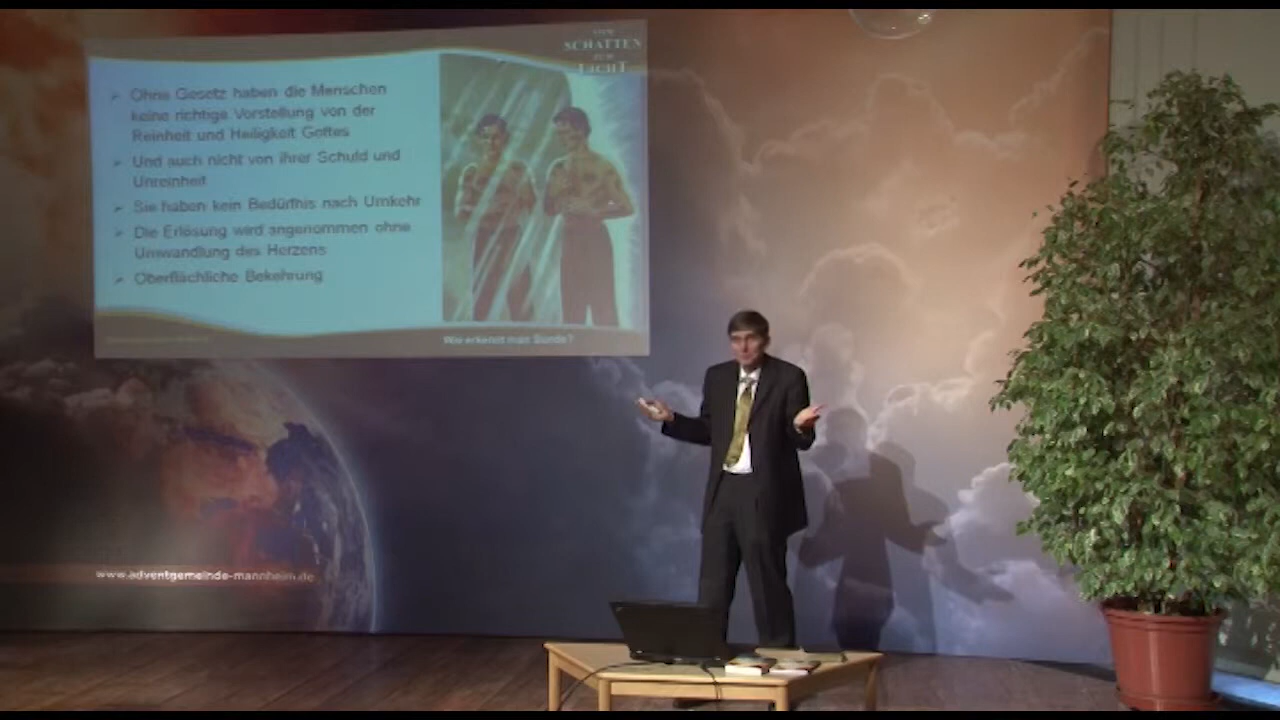 VOM
SCHATTEN
ZUM
LICHT
➢ Ohne Gesetz haben die Menschen
keine richtige Vorstellung von der
Reinheit und Heiligkeit Gottes
➢ Und auch nicht von ihrer Schuld und
Unreinheit
➢ Sie haben kein Bedürfnis nach Umkehr
➢ Die Erlösung wird angenommen ohne
Umwandlung des Herzens
➢ Oberflächliche Bekehrung
Wie erkennt man Sünde?
www.adventgemeinde-mannheim.de